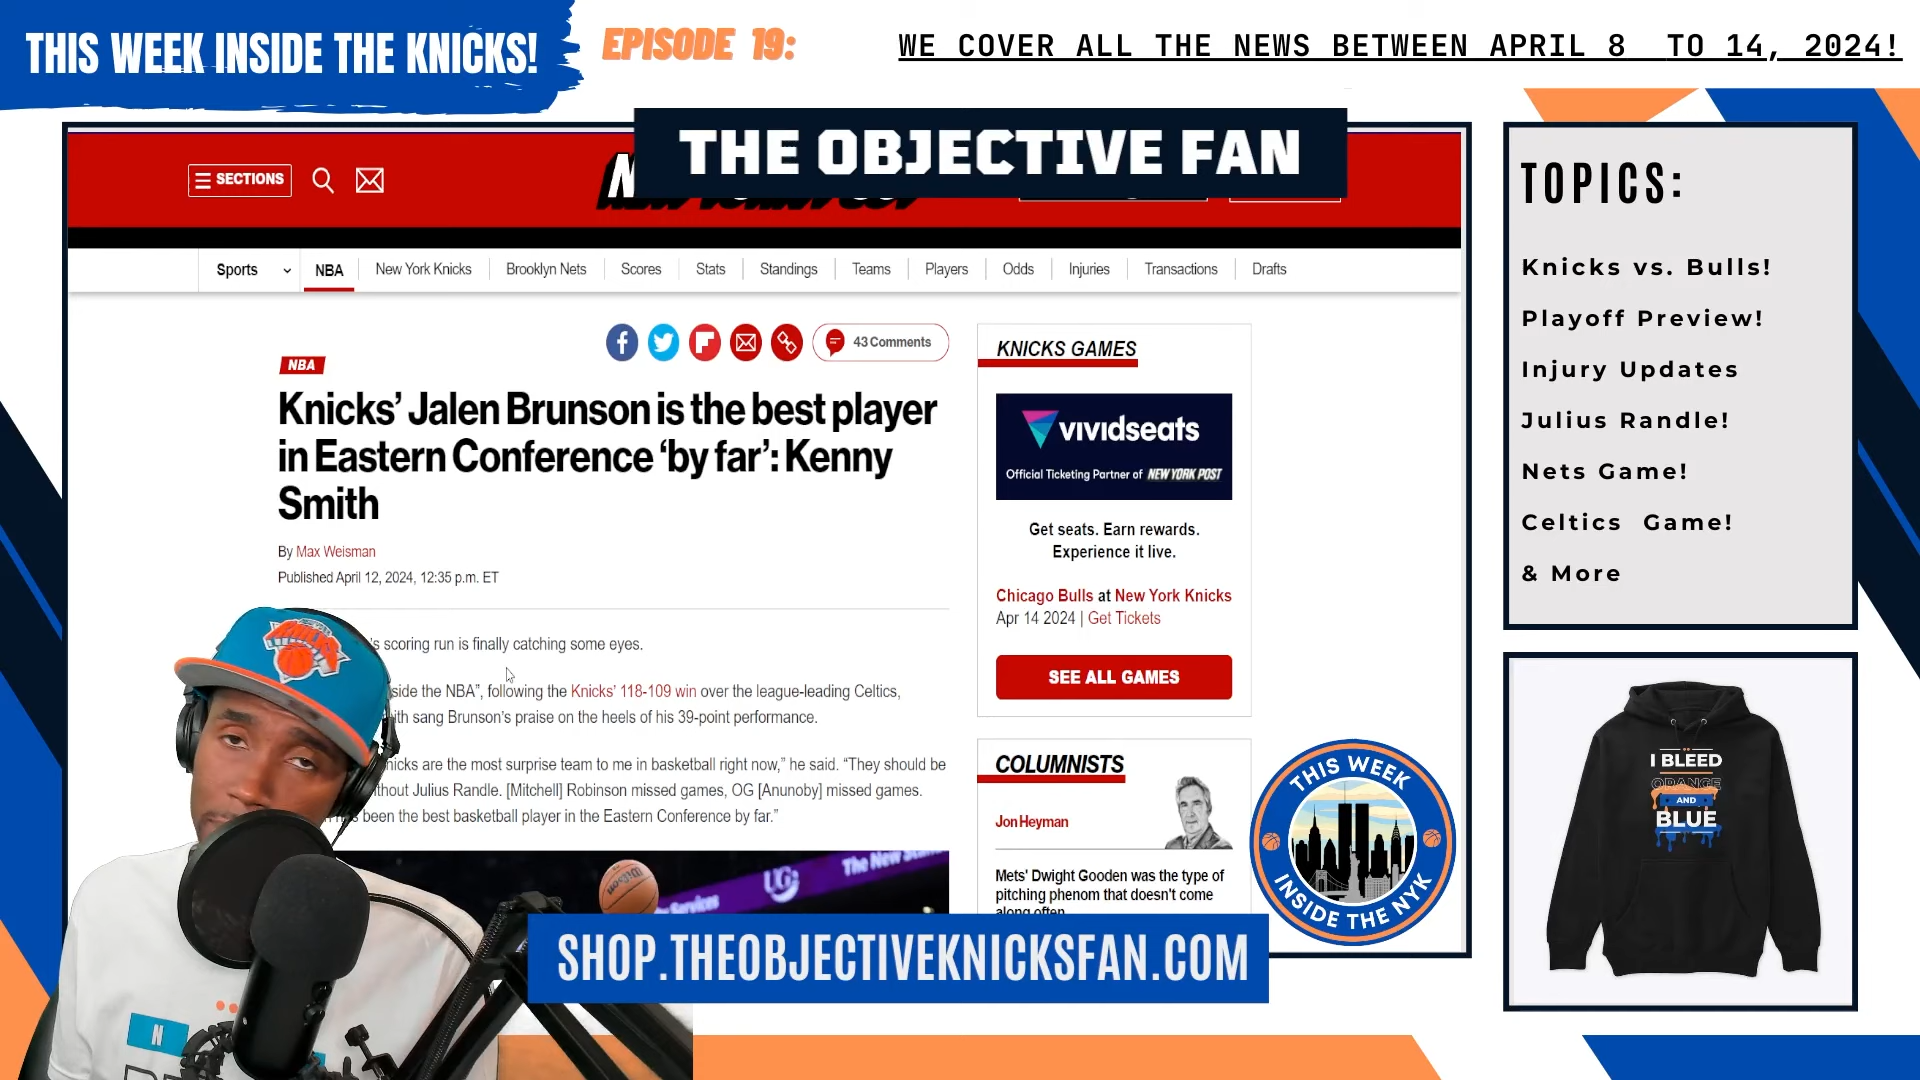 THIS WEEK INSIDE THE KNICKS!
EPISODE 19:
WE COVER ALL THE NEWS BETWEEN APRIL 8 TO 14, 2024!
THE OBJECTIVE FAN
SECTIONS
Sports
NBA
New York Knicks
Brooklyn Nets
Scores
Stats
Standings
Teams
Players
Odds
Injuries
Transactions
Drafts
43 Comments
NBA
Knicks' Jalen Brunson is the best player
in Eastern Conference 'by far': Kenny
Smith
By Max Weisman
Published April 12, 2024, 12:35 p.m. ET
's scoring run is finally catching some eyes.
side the NBA", following the Knicks' 118-109 win over the league-leading Celtics,
ith sang Brunson's praise on the heels of his 39-point performance.
nicks are the most surprise team to me in basketball right now," he said. "They should be
thout Julius Randle. [Mitchell] Robinson missed games, OG [Anunoby] missed games.
been the best basketball player in the Eastern Conference by far."
KNICKS GAMES
vividseats
Official Ticketing Partner of NEW YORK POST
Get seats. Earn rewards.
Experience it live.
Chicago Bulls at New York Knicks
Apr 14 2024 | Get Tickets
SEE ALL GAMES
COLUMNISTS
Jon Heyman
Mets' Dwight Gooden was the type of
pitching phenom that doesn't come
along often
THIS WEEK
INSIDE THE NYK
SHOP.THEOBJECTIVEKNICKSFAN.COM
TOPICS:
Knicks vs. Bulls!
Playoff Preview!
Injury Updates
Julius Randle!
Nets Game!
Celtics Game!
& More
I BLEED
ORANGE
AND
BLUE